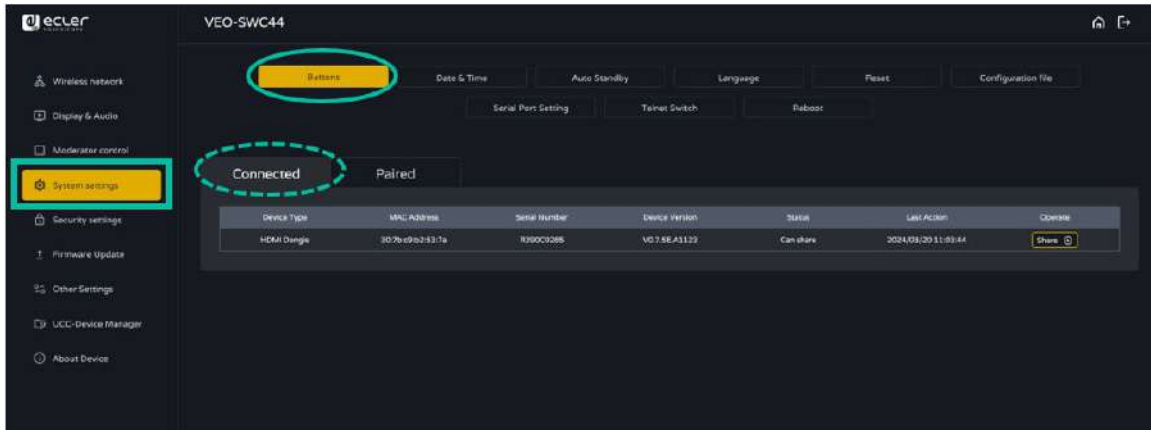 ecler
VEO-SWC44
Wireless network
Display & Audio
Moderator control
System settings
Security settings
Firmware Update
Other Settings
UCC-Device Manager
About Device
Buttons
Date & Time
Auto Standby
Language
Reset
Configuration file
Serial Port Setting
Telnet Switch
Reboot
Connected
Paired
Device Type MAC Address Serial Number Device Version Status Last Action Operate
HDMI Dongle Can share Share